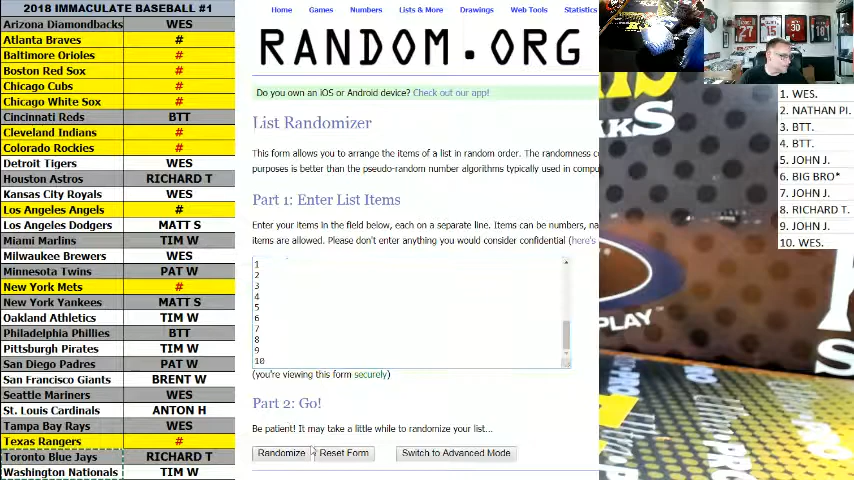 2018 IMMACULATE BASEBALL #1
Arizona Diamondbacks WES
Atlanta Braves #
Baltimore Orioles #
Boston Red Sox #
Chicago Cubs #
Chicago White Sox #
Cincinnati Reds BTT
Cleveland Indians #
Colorado Rockies #
Detroit Tigers WES
Houston Astros RICHARD T
Kansas City Royals WES
Los Angeles Angels #
Los Angeles Dodgers MATT S
Miami Marlins TIM W
Milwaukee Brewers WES
Minnesota Twins PAT W
New York Mets #
New York Yankees MATT S
Oakland Athletics TIM W
Philadelphia Phillies BTT
Pittsburgh Pirates TIM W
San Diego Padres PAT W
San Francisco Giants BRENT W
Seattle Mariners WES
St. Louis Cardinals ANTON H
Tampa Bay Rays WES
Texas Rangers #
Toronto Blue Jays RICHARD T
Washington Nationals TIM W
Home Games Numbers Lists & More Drawings Web Tools Statistics
RANDOM.ORG
Do you own an iOS or Android device? Check out our app!
List Randomizer
This form allows you to arrange the items of a list in random order. The randomness
purposes is better than the pseudo-random number algorithms typically used in
Part 1: Enter List Items
Enter your items in the field below, each on a separate line. Items can be numbers,
items are allowed. Please don't enter anything you would consider confidential (here's
1
2
3
4
5
6
7
8
9
10
(you're viewing this form securely)
Part 2: Go!
Be patient! It may take a little while to randomize your list...
Randomize Reset Form Switch to Advanced Mode
1. WES.
2. NATHAN PI.
3. BTT.
4. BTT.
5. JOHN J.
6. BIG BRO*
7. JOHN J.
8. RICHARD T.
9. JOHN J.
10. WES.
27 15 30 18
AKS
PLAY